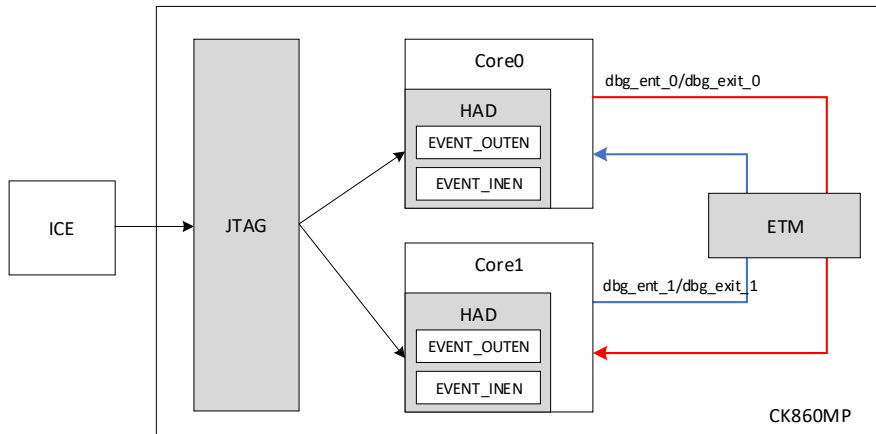 Core0
dbg_ent_0/dbg_exit_0
HAD
EVENT_OUTEN
EVENT_INEN
ICE
JTAG
ETM
Core1
dbg_ent_1/dbg_exit_1
HAD
EVENT_OUTEN
EVENT_INEN
CK860MP